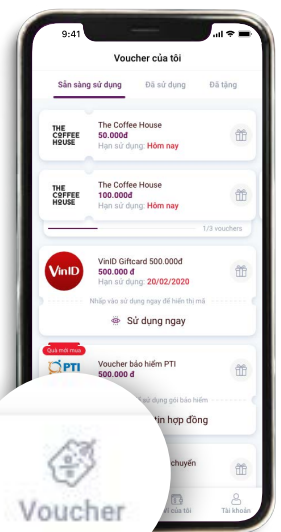 9:41
Voucher của tôi
Sẵn sàng sử dụng Đã sử dụng Đã tặng
THE COFFEE HOUSE
The Coffee House
50.000đ
Hạn sử dụng: Hôm nay
THE COFFEE HOUSE
The Coffee House
100.000đ
Hạn sử dụng: Hôm nay
1/3 vouchers
VinID
VinID Giftcard 500.000đ
500.000 đ
Hạn sử dụng: 20/02/2020
Nhấp vào sử dụng ngay để hiển thị mã
Sử dụng ngay
Quà mới mua
PTI
Voucher bảo hiểm PTI
500.000 đ
sử dụng gói bảo hiểm
tin hợp đồng
chuyến
của tôi
Tài khoản
Voucher